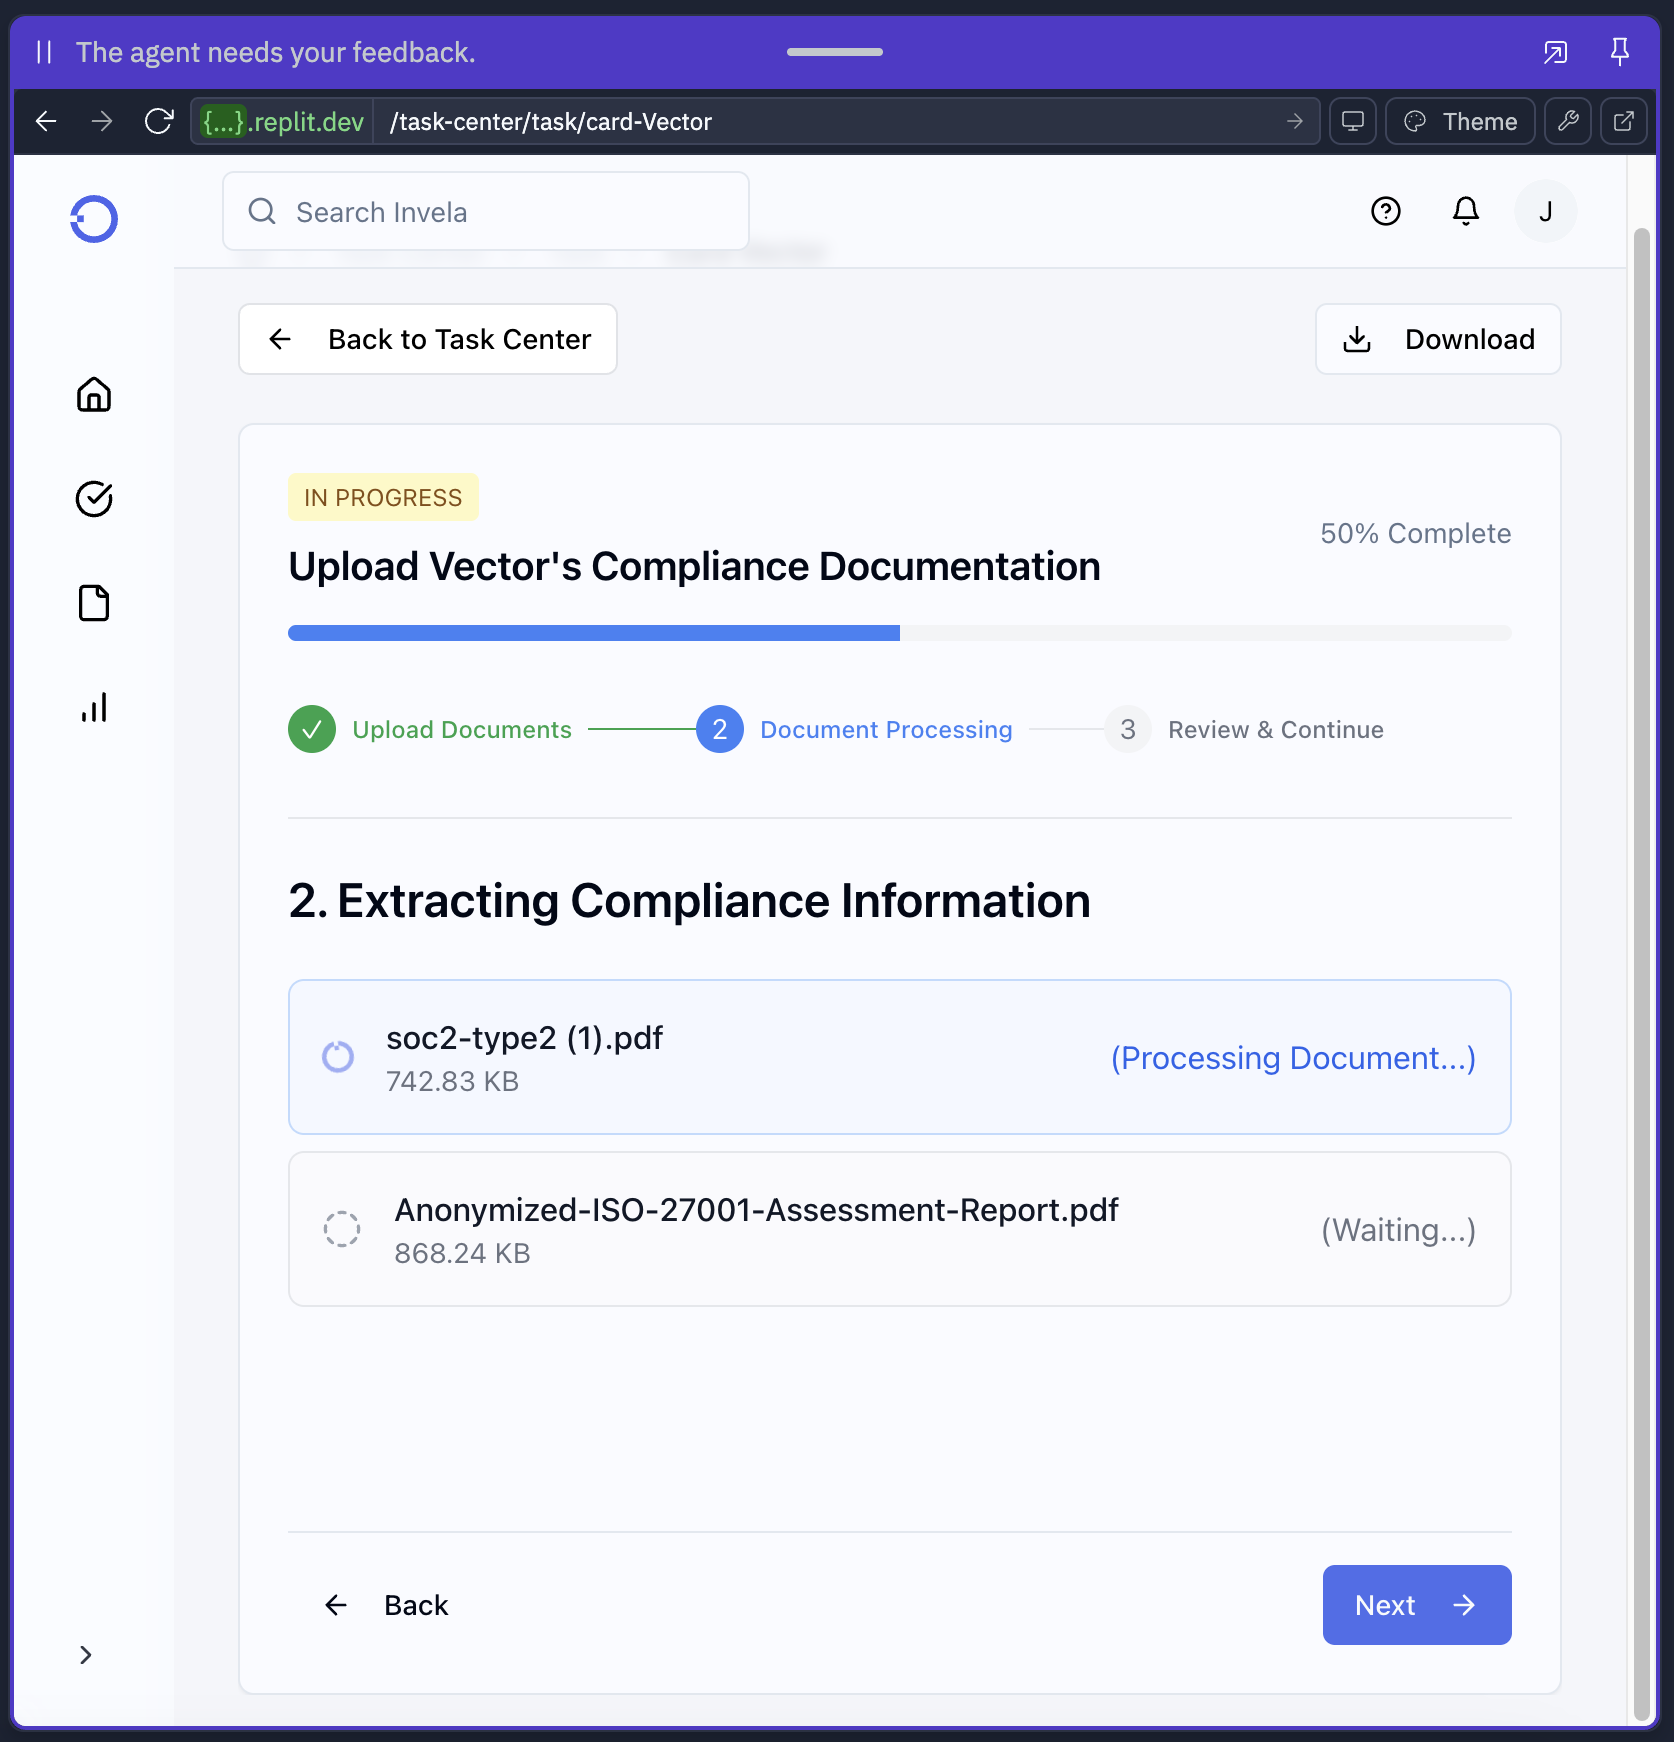 The agent needs your feedback.
{...}.replit.dev /task-center/task/card-Vector Theme
Search Invela
J
Back to Task Center
Download
IN PROGRESS
50% Complete
Upload Vector's Compliance Documentation
Upload Documents 2 Document Processing 3 Review & Continue
2. Extracting Compliance Information
soc2-type2 (1).pdf
742.83 KB
(Processing Document...)
Anonymized-ISO-27001-Assessment-Report.pdf
868.24 KB
(Waiting...)
Back
Next